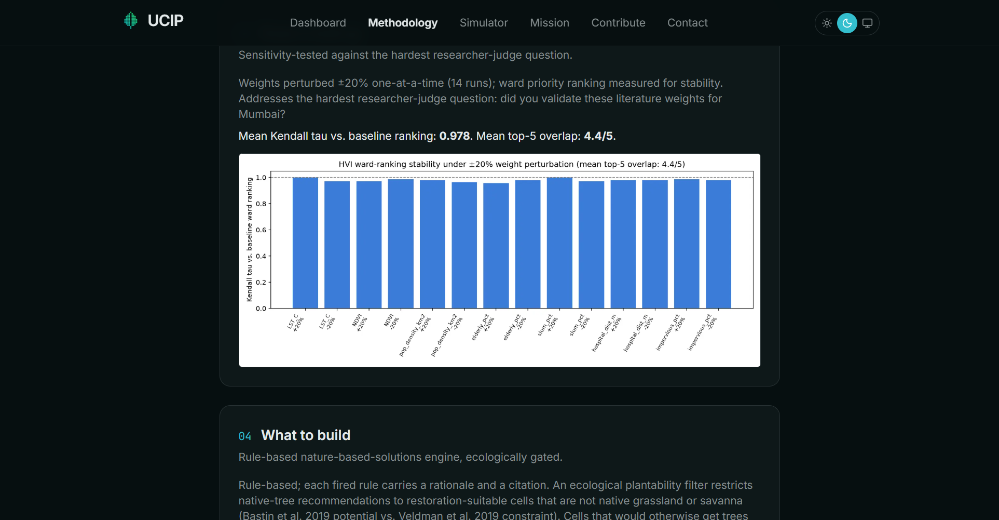 UCIP
Dashboard
Methodology
Simulator
Mission
Contribute
Contact
Sensitivity-tested against the hardest researcher-judge question.
Weights perturbed ±20% one-at-a-time (14 runs); ward priority ranking measured for stability.
Addresses the hardest researcher-judge question: did you validate these literature weights for
Mumbai?
Mean Kendall tau vs. baseline ranking: 0.978. Mean top-5 overlap: 4.4/5.
HVI ward-ranking stability under ±20% weight perturbation (mean top-5 overlap: 4.4/5)
Kendall tau vs. baseline ward ranking
1.0
0.8
0.6
0.4
0.2
0.0
LST_C
+20%
LST_C
-20%
NDVI
+20%
NDVI
-20%
pop_density_km2
+20%
pop_density_km2
-20%
elderly_pct
+20%
elderly_pct
-20%
slum_pct
+20%
slum_pct
-20%
hospital_dist_m
+20%
hospital_dist_m
-20%
impervious_pct
+20%
impervious_pct
-20%
04 What to build
Rule-based nature-based-solutions engine, ecologically gated.
Rule-based; each fired rule carries a rationale and a citation. An ecological plantability filter restricts
native-tree recommendations to restoration-suitable cells that are not native grassland or savanna
(Bastin et al. 2019 potential vs. Veldman et al. 2019 constraint). Cells that would otherwise get trees